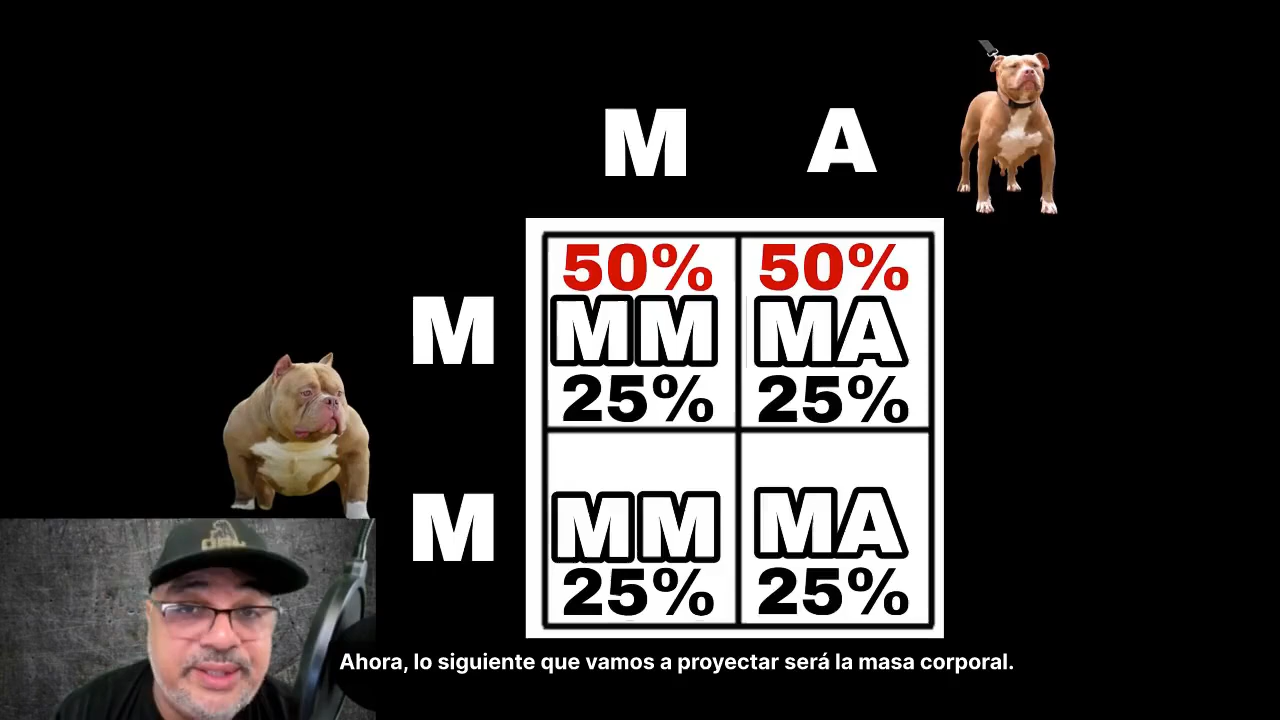 M A
50% 50%
M MM MA
25% 25%
M MM MA
25% 25%
Ahora, lo siguiente que vamos a proyectar será la masa corporal.